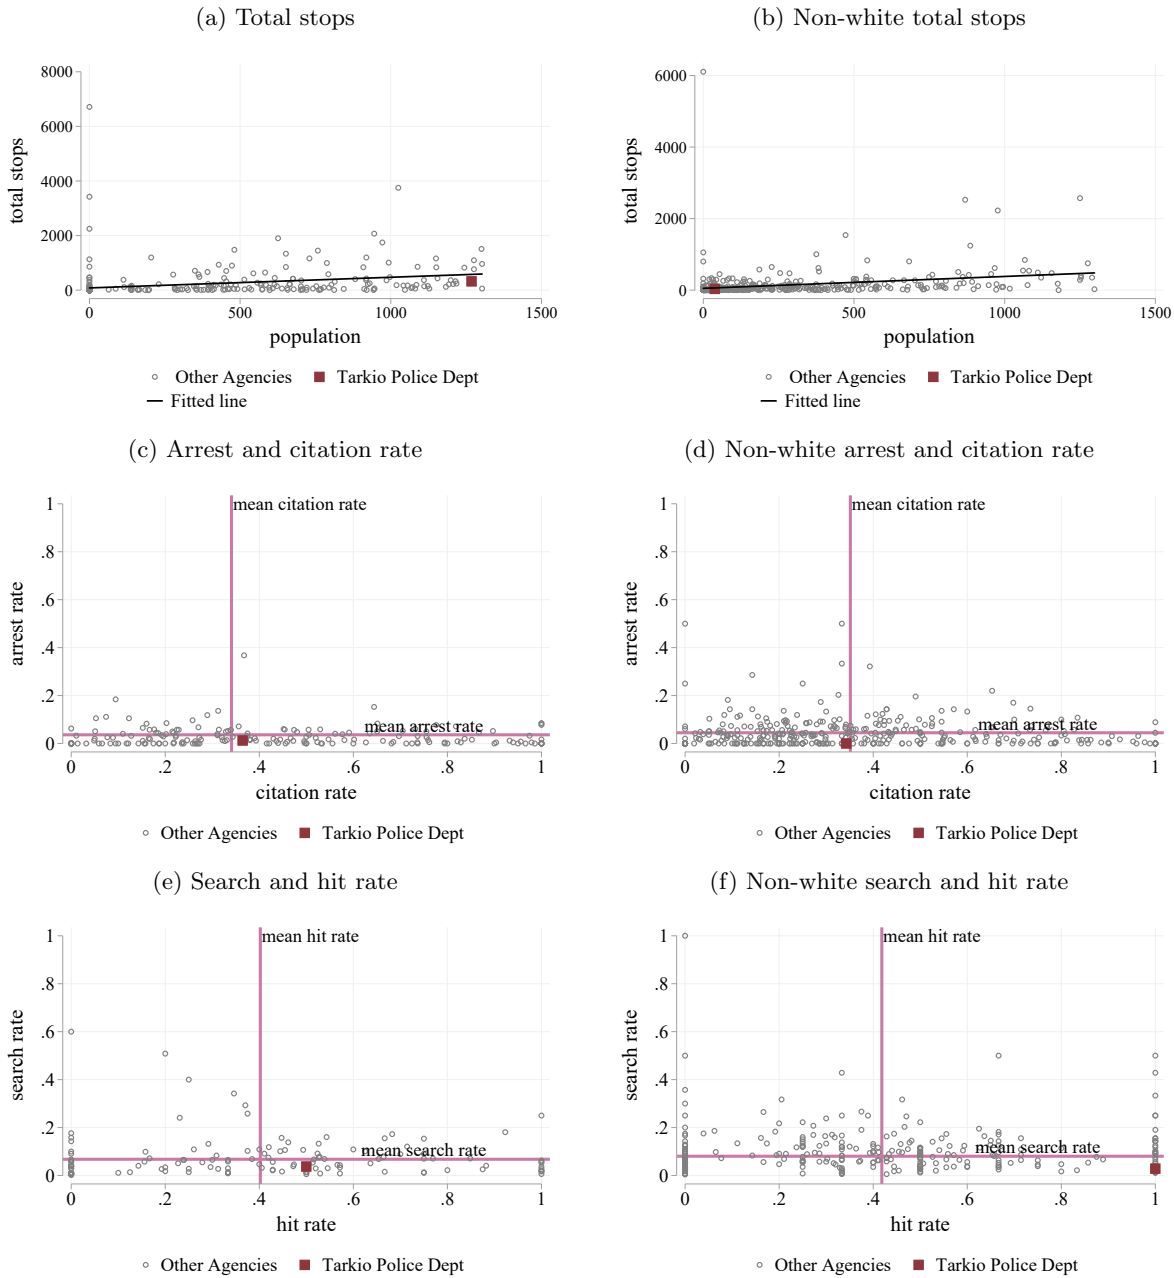 (a) Total stops
(b) Non-white total stops
8000
6000
4000
2000
0
total stops
0 500 1000 1500
population
Other Agencies Tarkio Police Dept
Fitted line
6000
4000
2000
0
total stops
0 500 1000 1500
population
Other Agencies Tarkio Police Dept
Fitted line
(c) Arrest and citation rate
(d) Non-white arrest and citation rate
1
.8
.6
.4
.2
0
arrest rate
mean citation rate
mean arrest rate
0 .2 .4 .6 .8 1
citation rate
Other Agencies Tarkio Police Dept
1
.8
.6
.4
.2
0
arrest rate
mean citation rate
mean arrest rate
0 .2 .4 .6 .8 1
citation rate
Other Agencies Tarkio Police Dept
(e) Search and hit rate
(f) Non-white search and hit rate
1
.8
.6
.4
.2
0
search rate
mean hit rate
mean search rate
0 .2 .4 .6 .8 1
hit rate
Other Agencies Tarkio Police Dept
1
.8
.6
.4
.2
0
search rate
mean hit rate
mean search rate
0 .2 .4 .6 .8 1
hit rate
Other Agencies Tarkio Police Dept